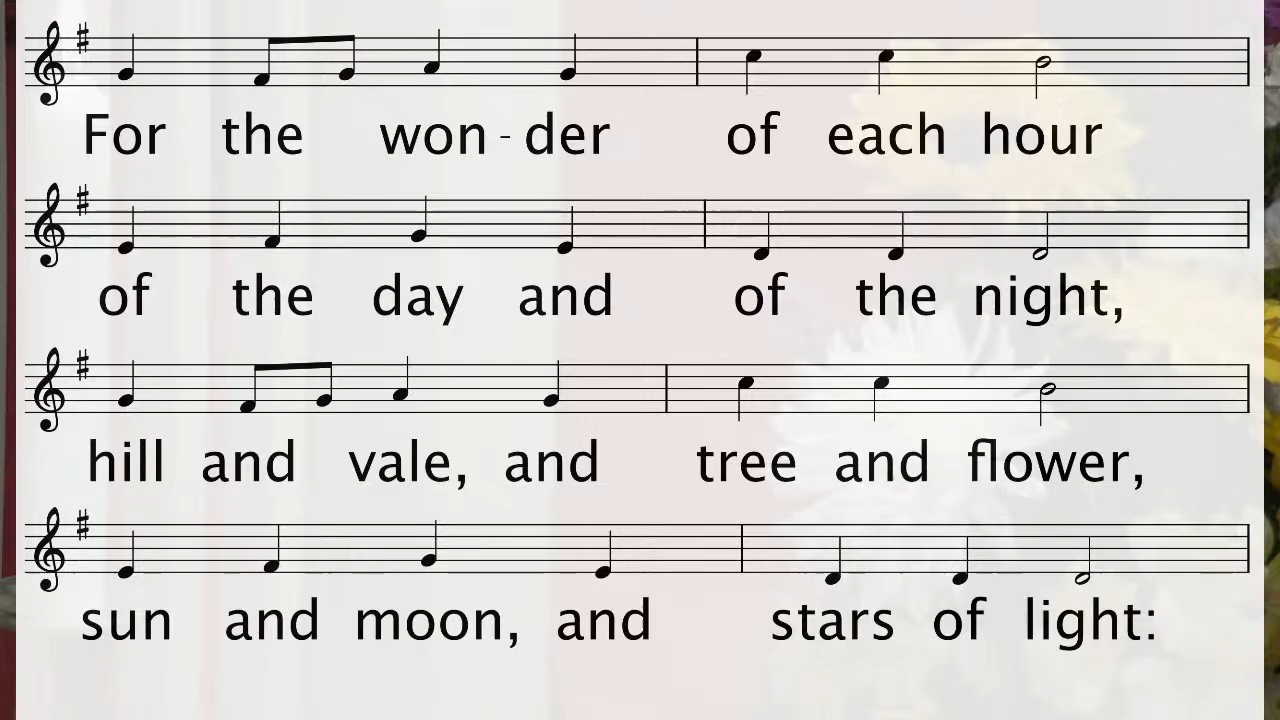 For the won - der of each hour
of the day and of the night,
hill and vale, and tree and flower,
sun and moon, and stars of light: